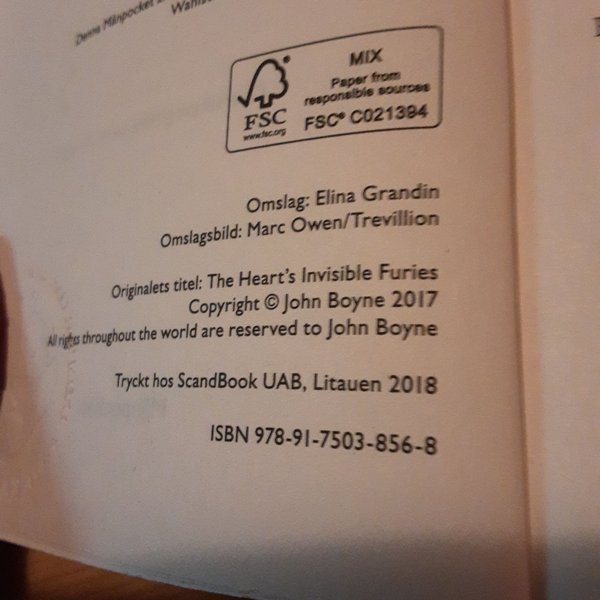 Denna Månpocket
MIX
Paper from
responsible sources
FSC® C021394
FSC
www.fsc.org
Omslag: Elina Grandin
Omslagsbild: Marc Owen/Trevillion
Originalets titel: The Heart's Invisible Furies
Copyright © John Boyne 2017
All rights throughout the world are reserved to John Boyne
Tryckt hos ScandBook UAB, Litauen 2018
ISBN 978-91-7503-856-8